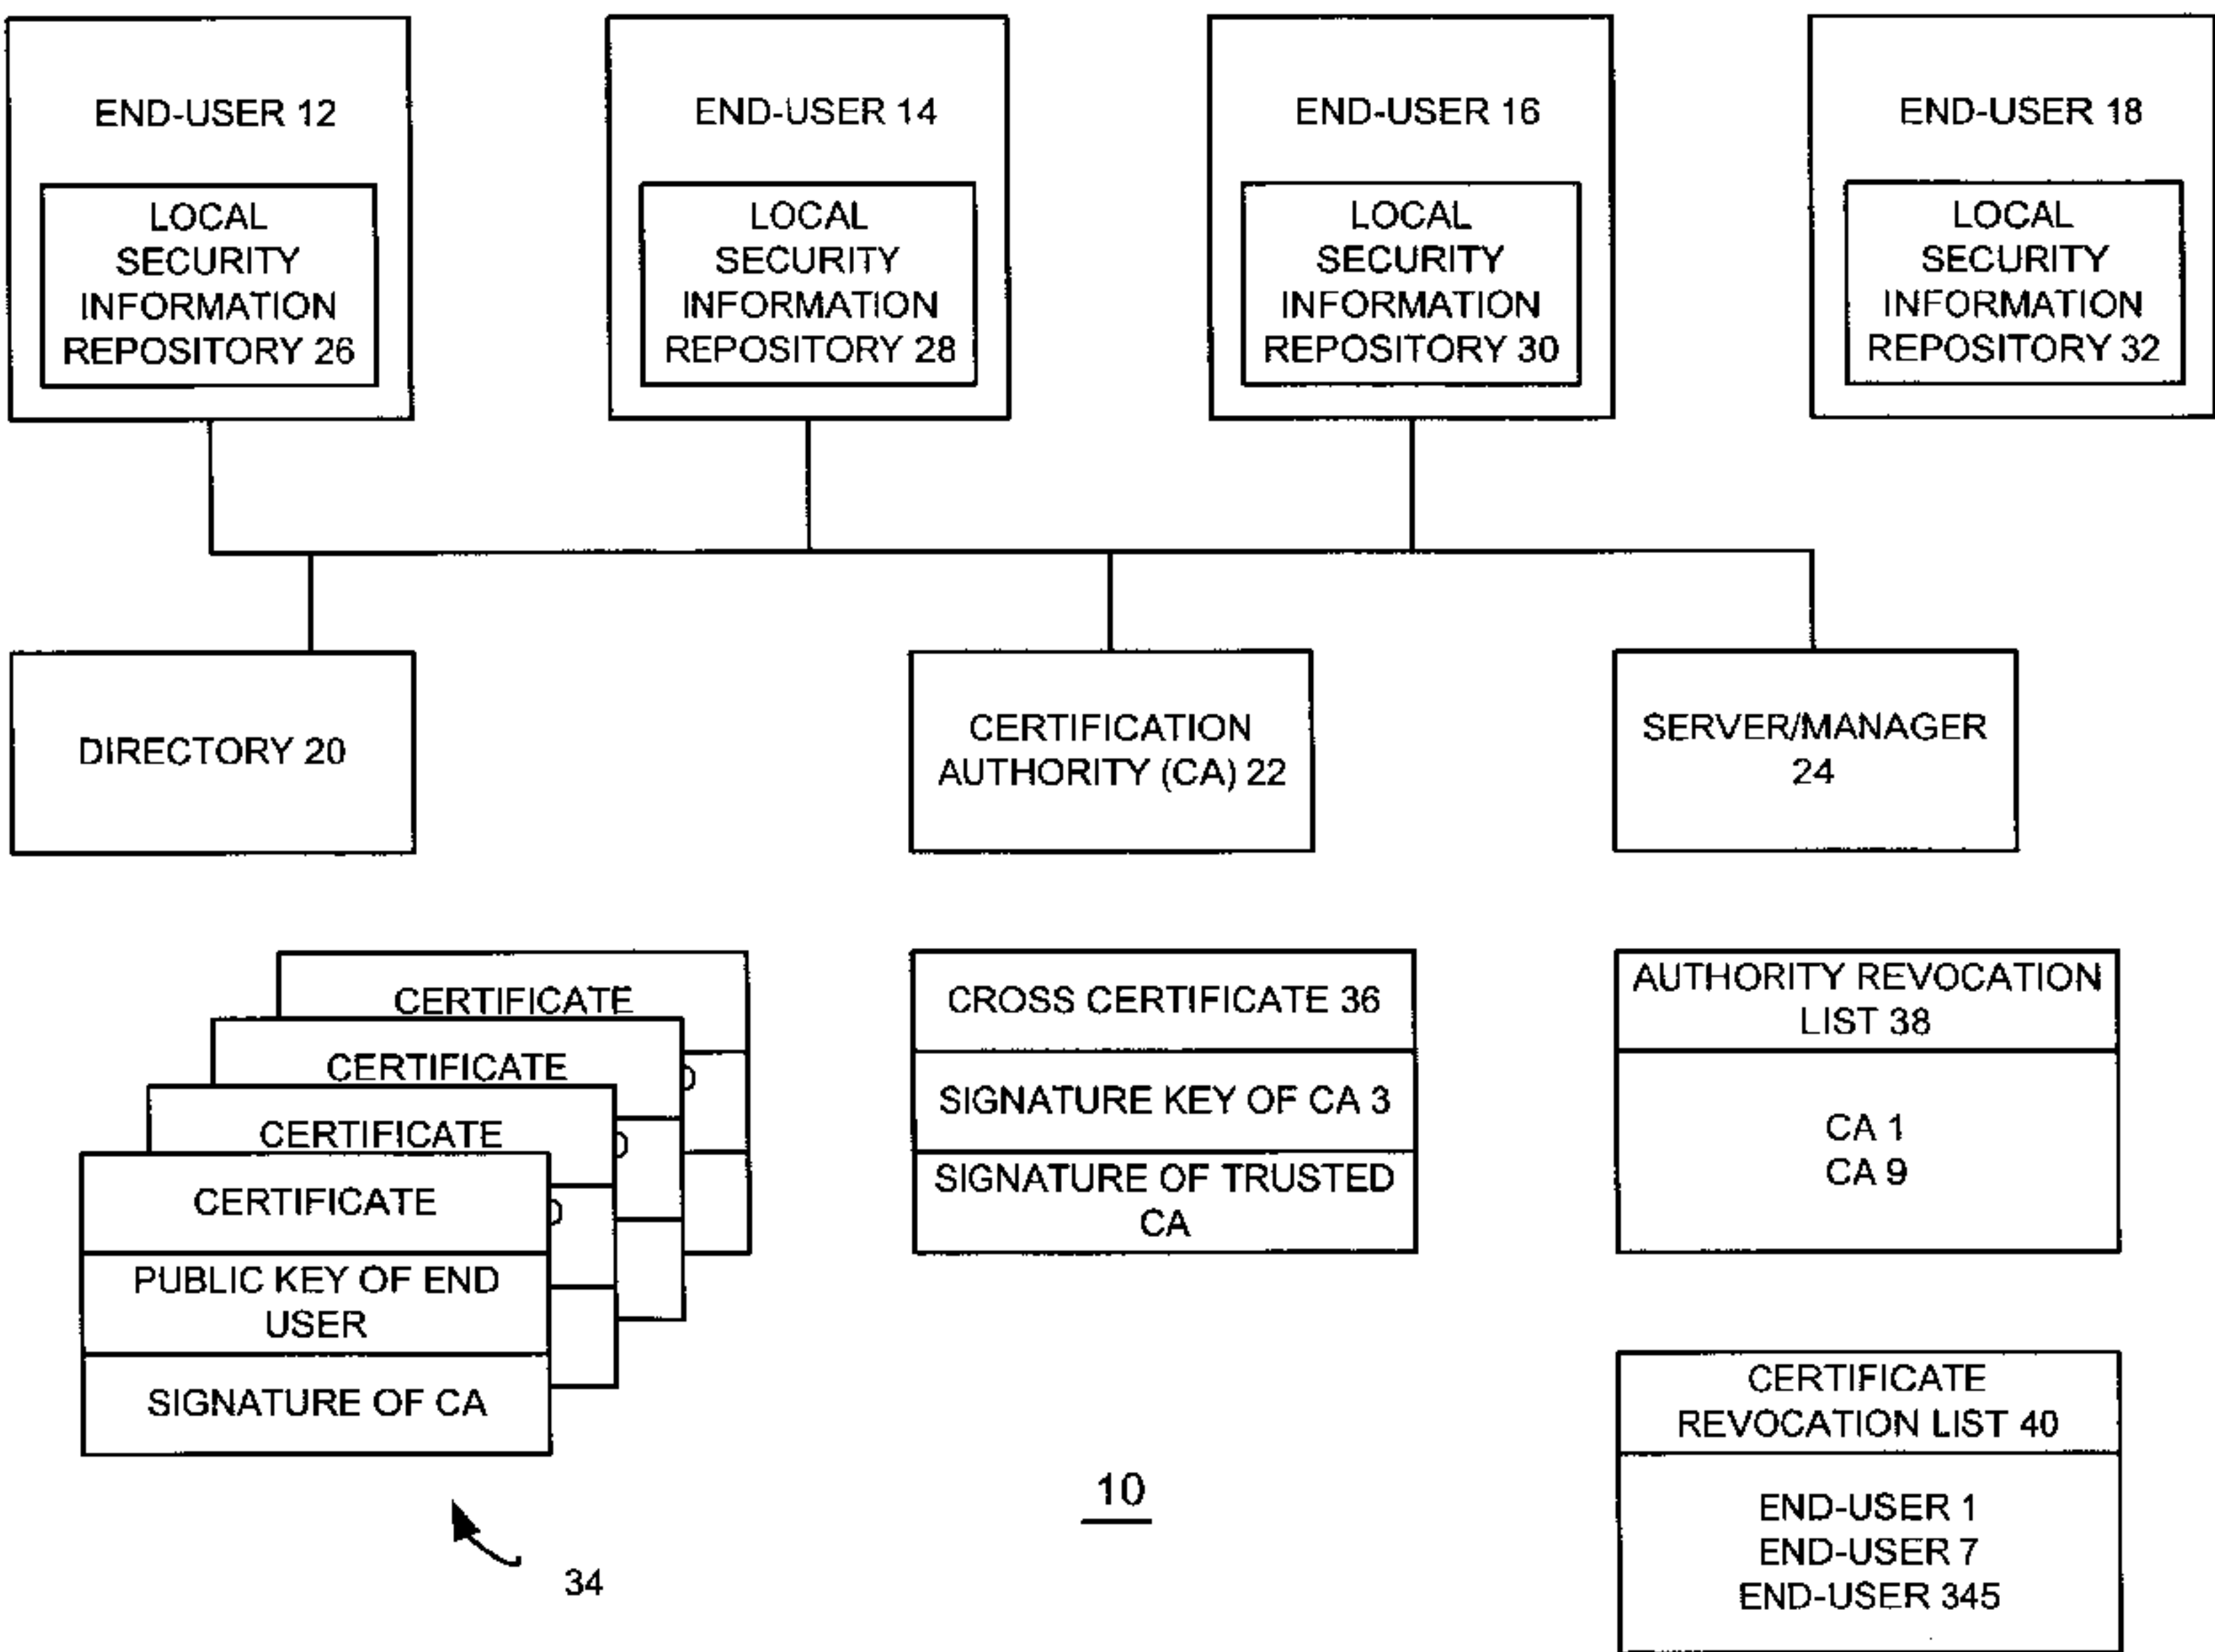 END-USER 12
LOCAL
SECURITY
INFORMATION
REPOSITORY 26
END-USER 14
LOCAL
SECURITY
INFORMATION
REPOSITORY 28
END-USER 16
LOCAL
SECURITY
INFORMATION
REPOSITORY 30
END-USER 18
LOCAL
SECURITY
INFORMATION
REPOSITORY 32
DIRECTORY 20
CERTIFICATION
AUTHORITY (CA) 22
SERVER/MANAGER
24
CERTIFICATE
CERTIFICATE
CERTIFICATE
CERTIFICATE
PUBLIC KEY OF END
USER
SIGNATURE OF CA
34
CROSS CERTIFICATE 36
SIGNATURE KEY OF CA 3
SIGNATURE OF TRUSTED
CA
10
AUTHORITY REVOCATION
LIST 38
CA 1
CA 9
CERTIFICATE
REVOCATION LIST 40
END-USER 1
END-USER 7
END-USER 345